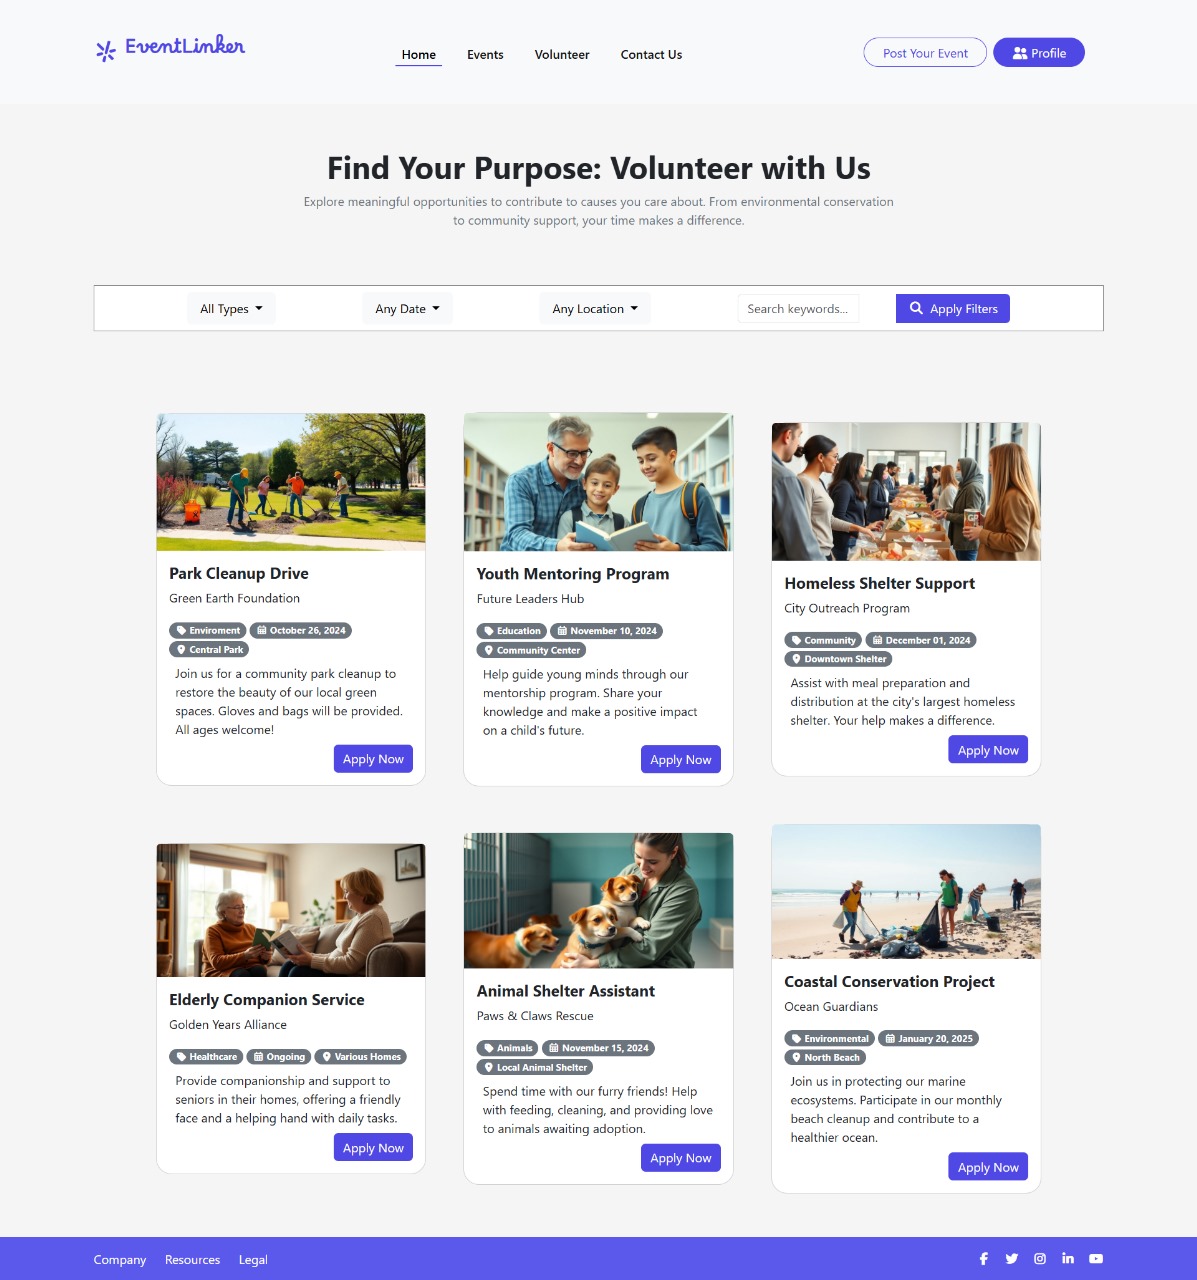 EventLinker
Home Events Volunteer Contact Us
Post Your Event
Profile
Find Your Purpose: Volunteer with Us
Explore meaningful opportunities to contribute to causes you care about. From environmental conservation
to community support, your time makes a difference.
All Types
Any Date
Any Location
Search keywords...
Apply Filters
Park Cleanup Drive
Green Earth Foundation
Enviroment October 26, 2024
Central Park
Join us for a community park cleanup to
restore the beauty of our local green
spaces. Gloves and bags will be provided.
All ages welcome!
Apply Now
Youth Mentoring Program
Future Leaders Hub
Education November 10, 2024
Community Center
Help guide young minds through our
mentorship program. Share your
knowledge and make a positive impact
on a child's future.
Apply Now
Homeless Shelter Support
City Outreach Program
Community December 01, 2024
Downtown Shelter
Assist with meal preparation and
distribution at the city's largest homeless
shelter. Your help makes a difference.
Apply Now
Elderly Companion Service
Golden Years Alliance
Healthcare Ongoing Various Homes
Provide companionship and support to
seniors in their homes, offering a friendly
face and a helping hand with daily tasks.
Apply Now
Animal Shelter Assistant
Paws & Claws Rescue
Animals November 15, 2024
Local Animal Shelter
Spend time with our furry friends! Help
with feeding, cleaning, and providing love
to animals awaiting adoption.
Apply Now
Coastal Conservation Project
Ocean Guardians
Environmental January 20, 2025
North Beach
Join us in protecting our marine
ecosystems. Participate in our monthly
beach cleanup and contribute to a
healthier ocean.
Apply Now
Company Resources Legal